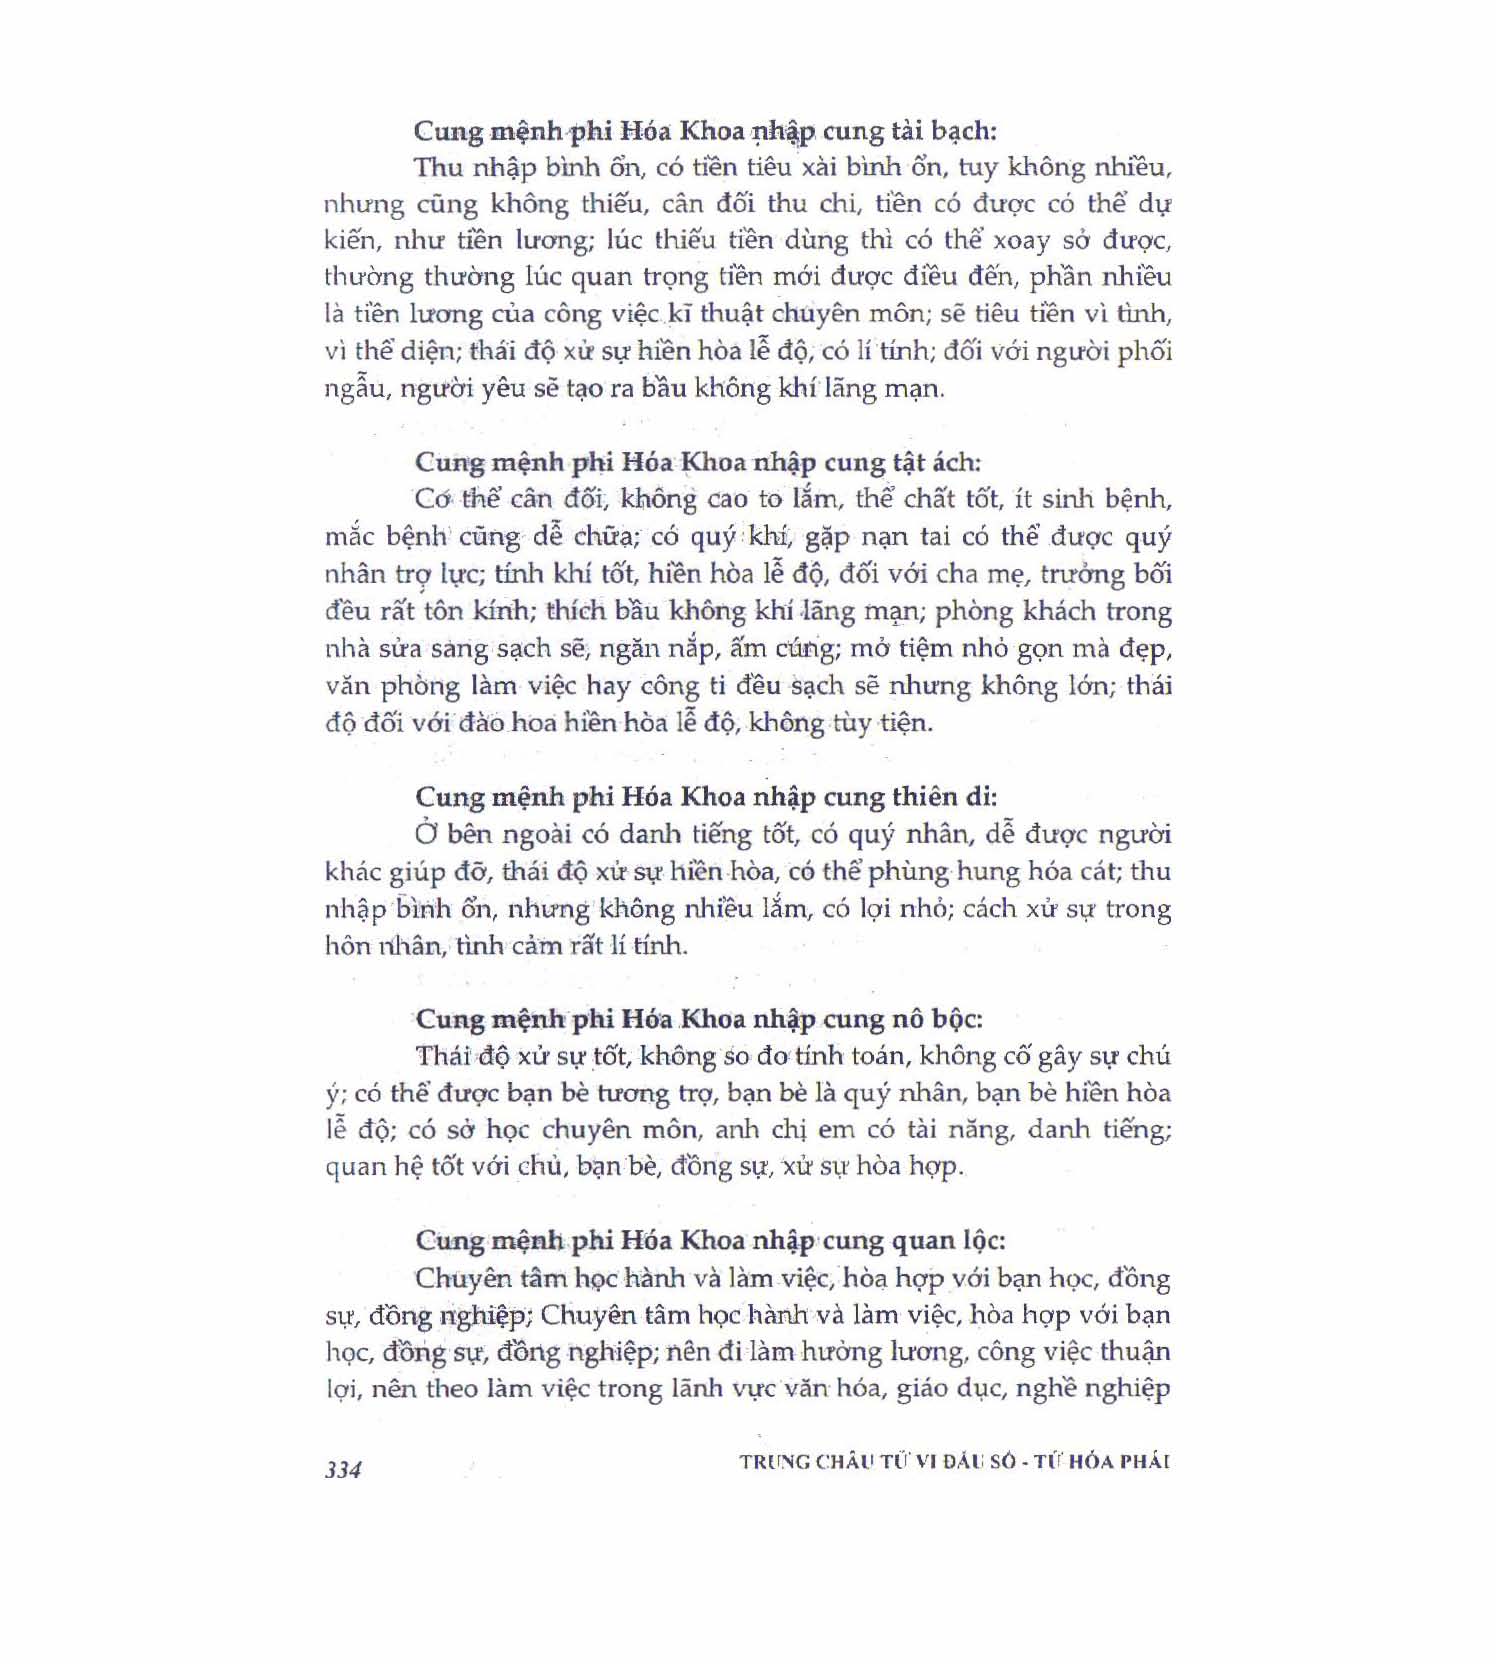 Cung mệnh phi Hóa Khoa nhập cung tài bạch:
Thu nhập bình ổn, có tiền tiêu xài bình ổn, tuy không nhiều,
nhưng cũng không thiếu, cân đối thu chi, tiền có được có thể dự
kiến, như tiền lương; lúc thiếu tiền dùng thì có thể xoay sở được,
thường thường lúc quan trọng tiền mới được điều đến, phần nhiều
là tiền lương của công việc kĩ thuật chuyên môn; sẽ tiêu tiền vì tình,
vì thể diện; thái độ xử sự hiền hòa lễ độ, có lí tính; đối với người phối
ngẫu, người yêu sẽ tạo ra bầu không khí lãng mạn.
Cung mệnh phi Hóa Khoa nhập cung tật ách:
Cơ thể cân đối, không cao to lắm, thể chất tốt, ít sinh bệnh,
mắc bệnh cũng dễ chữa; có quý khí, gặp nạn tai có thể được quý
nhân trợ lực; tính khí tốt, hiền hòa lễ độ, đối với cha mẹ, trưởng bối
đều rất tôn kính; thích bầu không khí lãng mạn; phòng khách trong
nhà sửa sang sạch sẽ, ngăn nắp, ấm cúng; mở tiệm nhỏ gọn mà đẹp,
văn phòng làm việc hay công ti đều sạch sẽ nhưng không lớn; thái
độ đối với đào hoa hiền hòa lễ độ, không tùy tiện.
Cung mệnh phi Hóa Khoa nhập cung thiên di:
Ở bên ngoài có danh tiếng tốt, có quý nhân, dễ được người
khác giúp đỡ, thái độ xử sự hiền hòa, có thể phùng hung hóa cát; thu
nhập bình ổn, nhưng không nhiều lắm, có lợi nhỏ; cách xử sự trong
hôn nhân, tình cảm rất lí tính.
Cung mệnh phi Hóa Khoa nhập cung nô bộc:
Thái độ xử sự tốt, không so đo tính toán, không cố gây sự chú
ý; có thể được bạn bè tương trợ, bạn bè là quý nhân, bạn bè hiền hòa
lễ độ; có sở học chuyên môn, anh chị em có tài năng, danh tiếng;
quan hệ tốt với chủ, bạn bè, đồng sự, xử sự hòa hợp.
Cung mệnh phi Hóa Khoa nhập cung quan lộc:
Chuyên tâm học hành và làm việc, hòa hợp với bạn học, đồng
sự, đồng nghiệp; Chuyên tâm học hành và làm việc, hòa hợp với bạn
học, đồng sự, đồng nghiệp; nên đi làm hưởng lương, công việc thuận
lợi, nên theo làm việc trong lãnh vực văn hóa, giáo dục, nghề nghiệp
334
TRUNG CHÂU TỬ VI ĐẨU SỐ - TỨ HÓA PHÁI